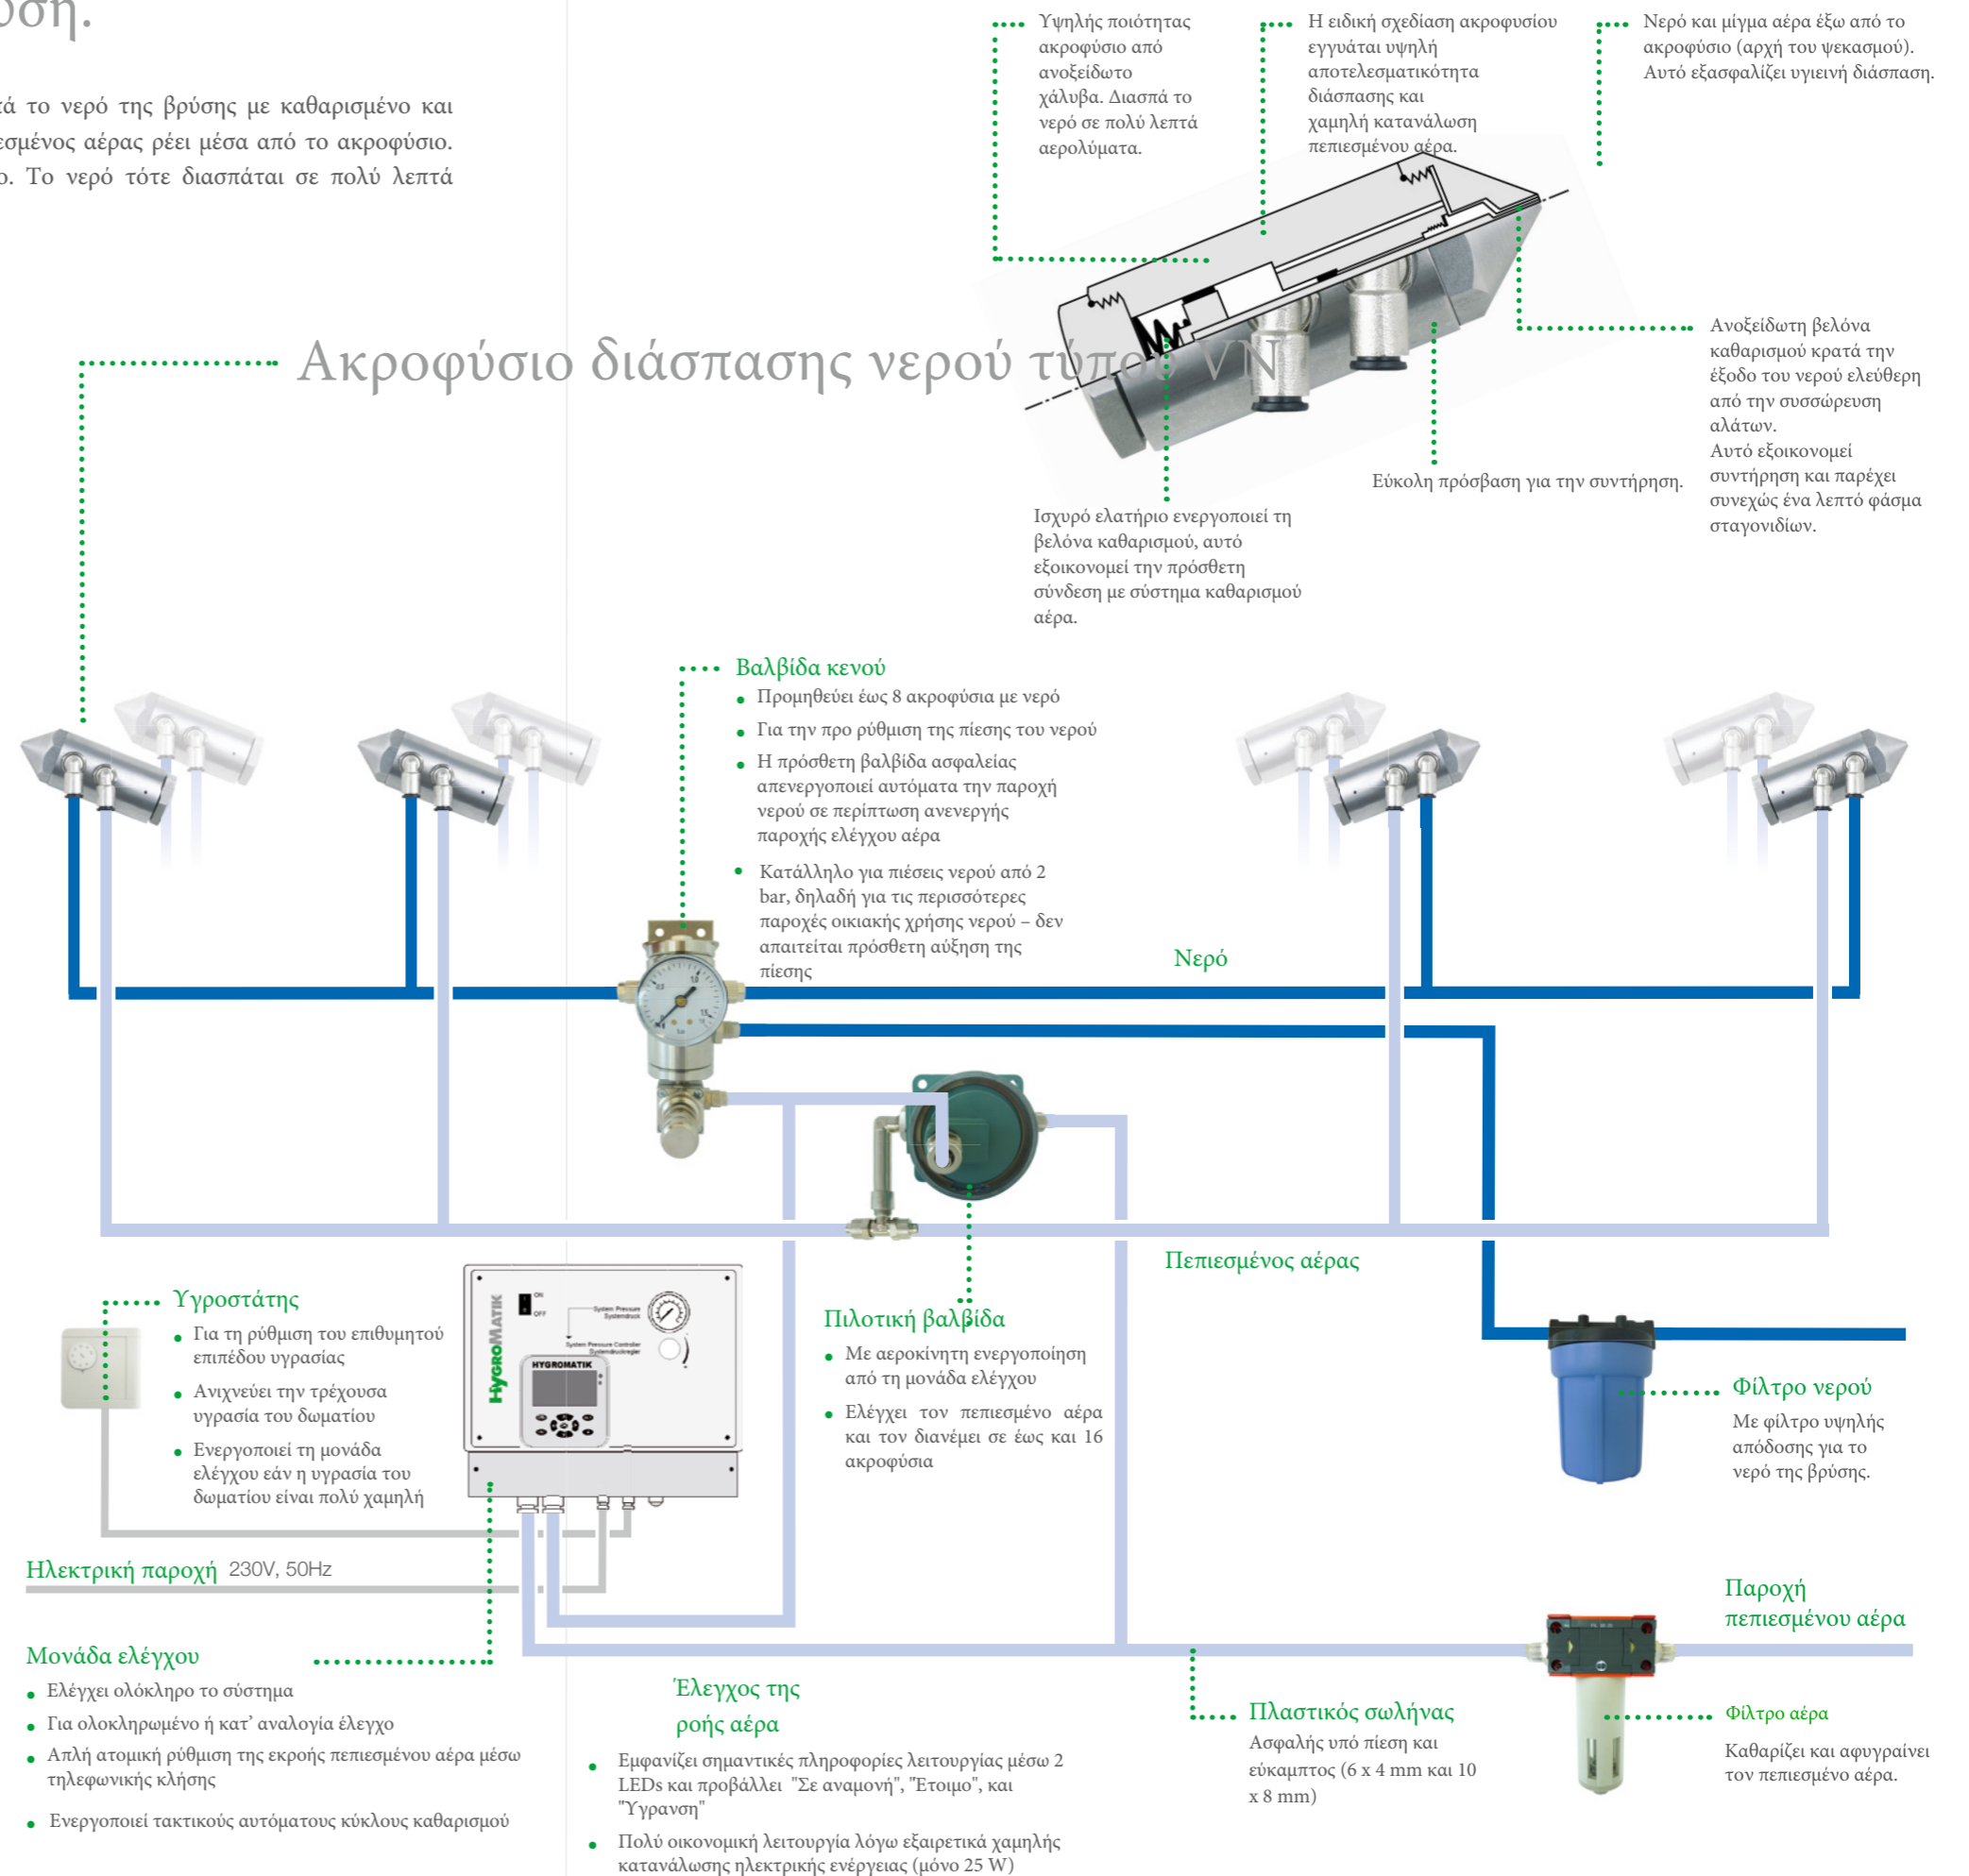 υση.
τά το νερό της βρύσης με καθαρισμένο και
εσμένος αέρας ρέει μέσα από το ακροφύσιο.
ο. Το νερό τότε διασπάται σε πολύ λεπτά
Υψηλής ποιότητας
ακροφύσιο από
ανοξείδωτο
χάλυβα. Διασπά το
νερό σε πολύ λεπτά
αερολύματα.
Η ειδική σχεδίαση ακροφυσίου
εγγυάται υψηλή
αποτελεσματικότητα
διάσπασης και
χαμηλή κατανάλωση
πεπιεσμένου αέρα.
Νερό και μίγμα αέρα έξω από το
ακροφύσιο (αρχή του ψεκασμού).
Αυτό εξασφαλίζει υγιεινή διάσπαση.
Ακροφύσιο διάσπασης νερού τύπου VN
Ανοξείδωτη βελόνα
καθαρισμού κρατά την
έξοδο του νερού ελεύθερη
από την συσσώρευση
αλάτων.
Αυτό εξοικονομεί
συντήρηση και παρέχει
συνεχώς ένα λεπτό φάσμα
σταγονιδίων.
Εύκολη πρόσβαση για την συντήρηση.
Ισχυρό ελατήριο ενεργοποιεί τη
βελόνα καθαρισμού, αυτό
εξοικονομεί την πρόσθετη
σύνδεση με σύστημα καθαρισμού
αέρα.
Βαλβίδα κενού
• Προμηθεύει έως 8 ακροφύσια με νερό
• Για την προ ρύθμιση της πίεσης του νερού
• Η πρόσθετη βαλβίδα ασφαλείας
απενεργοποιεί αυτόματα την παροχή
νερού σε περίπτωση ανενεργής
παροχής ελέγχου αέρα
• Κατάλληλο για πιέσεις νερού από 2
bar, δηλαδή για τις περισσότερες
παροχές οικιακής χρήσης νερού – δεν
απαιτείται πρόσθετη αύξηση της
πίεσης
Νερό
Πεπιεσμένος αέρας
Υγροστάτης
• Για τη ρύθμιση του επιθυμητού
επιπέδου υγρασίας
• Ανιχνεύει την τρέχουσα
υγρασία του δωματίου
• Ενεργοποιεί τη μονάδα
ελέγχου εάν η υγρασία του
δωματίου είναι πολύ χαμηλή
HYGROMATIK
ON
OFF
System Pressure
Systemdruck
System Pressure Controller
Systemdruckregler
HYGROMATIK
Πιλοτική βαλβίδα
• Με αεροκίνητη ενεργοποίηση
από τη μονάδα ελέγχου
• Ελέγχει τον πεπιεσμένο αέρα
και τον διανέμει σε έως και 16
ακροφύσια
Φίλτρο νερού
Με φίλτρο υψηλής
απόδοσης για το
νερό της βρύσης.
Ηλεκτρική παροχή 230V, 50Hz
Παροχή
πεπιεσμένου αέρα
Μονάδα ελέγχου
• Ελέγχει ολόκληρο το σύστημα
• Για ολοκληρωμένο ή κατ’ αναλογία έλεγχο
• Απλή ατομική ρύθμιση της εκροής πεπιεσμένου αέρα μέσω
τηλεφωνικής κλήσης
• Ενεργοποιεί τακτικούς αυτόματους κύκλους καθαρισμού
Έλεγχος της
ροής αέρα
• Εμφανίζει σημαντικές πληροφορίες λειτουργίας μέσω 2
LEDs και προβάλλει "Σε αναμονή", "Έτοιμο", και
"Ύγρανση"
• Πολύ οικονομική λειτουργία λόγω εξαιρετικά χαμηλής
κατανάλωσης ηλεκτρικής ενέργειας (μόνο 25 W)
Πλαστικός σωλήνας
Ασφαλής υπό πίεση και
εύκαμπτος (6 x 4 mm και 10
x 8 mm)
Φίλτρο αέρα
Καθαρίζει και αφυγραίνει
τον πεπιεσμένο αέρα.